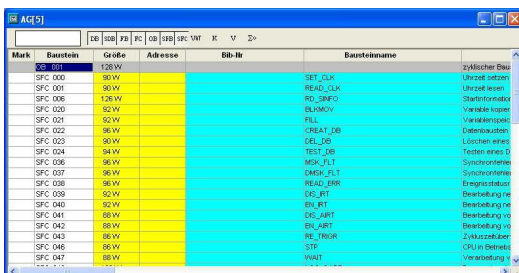 AG[5]
DB SDB FB FC OB SFB SFC VAT K V Σ»
Mark Baustein Größe Adresse Bib-Nr Bausteinname
OB 001 128 W zyklischer Bau
SFC 000 90 W SET_CLK Uhrzeit setzen
SFC 001 90 W READ_CLK Uhrzeit lesen
SFC 006 126 W RD_SINFO Startinformation
SFC 020 92 W BLKMOV Variable kopier
SFC 021 92 W FILL Variablenspeic
SFC 022 96 W CREAT_DB Datenbaustein
SFC 023 90 W DEL_DB Löschen eines
SFC 024 94 W TEST_DB Testen eines D
SFC 036 96 W MSK_FLT Synchronfehle
SFC 037 96 W DMSK_FLT Synchronfehle
SFC 038 96 W READ_ERR Ereignisstatusr
SFC 039 92 W DIS_IRT Bearbeitung ne
SFC 040 92 W EN_IRT Bearbeitung ne
SFC 041 88 W DIS_AIRT Bearbeitung vo
SFC 042 88 W EN_AIRT Bearbeitung vo
SFC 043 86 W RE_TRIGR Zykluszeitüber
SFC 046 86 W STP CPU in Betriebs
SFC 047 88 W WAIT Verarbeitung v